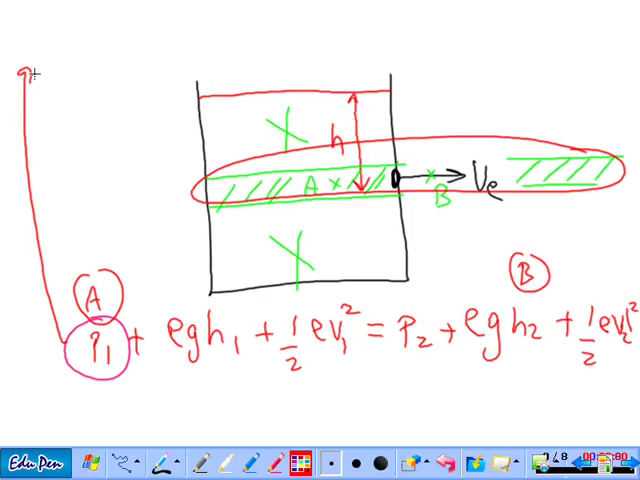 h
A
B
Ve
A
B
P₁ + ρgh₁ + 1/2 ρv₁² = P₂ + ρgh₂ + 1/2 ρv₂²
Edu Pen